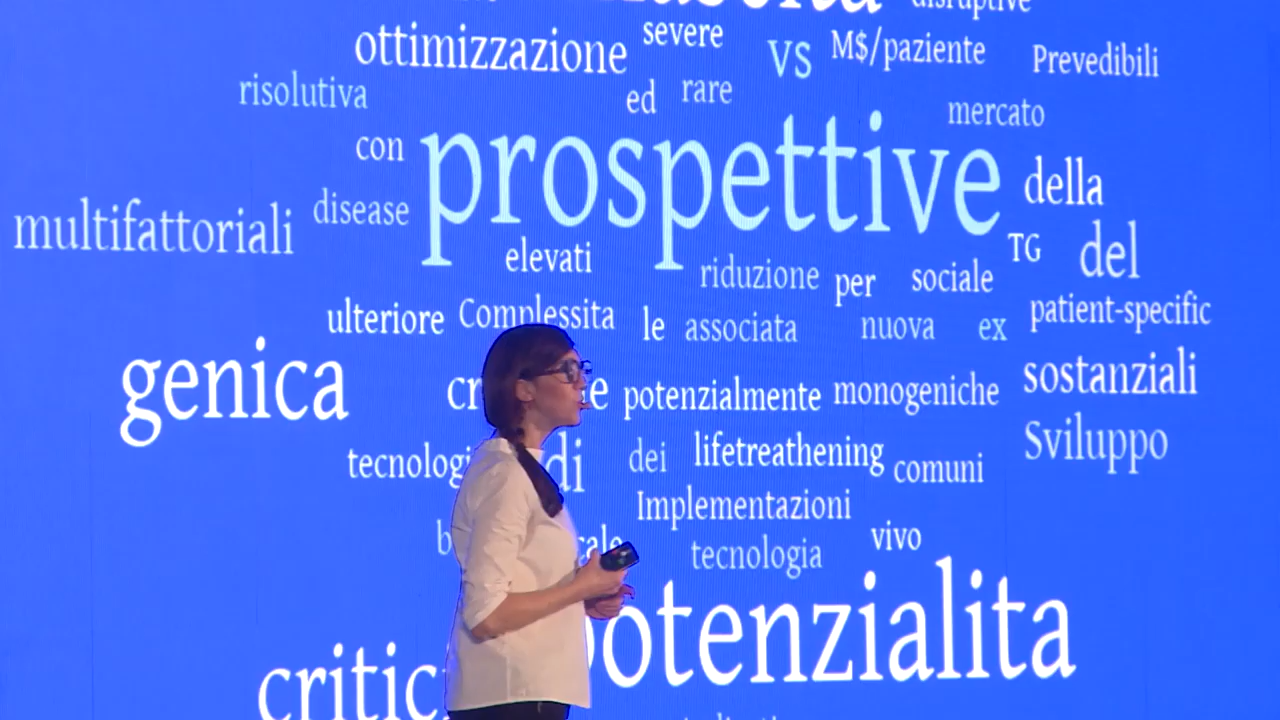 disruptive
ottimizzazione severe vs M$/paziente Prevedibili
risolutiva ed rare mercato
con prospettive della
multifattoriali disease TG del
elevati riduzione per sociale
ulteriore Complessita le associata nuova ex patient-specific
genica potenzialmente monogeniche sostanziali
di dei lifetreathening comuni Sviluppo
Implementazioni
tecnologia vivo
potenzialita